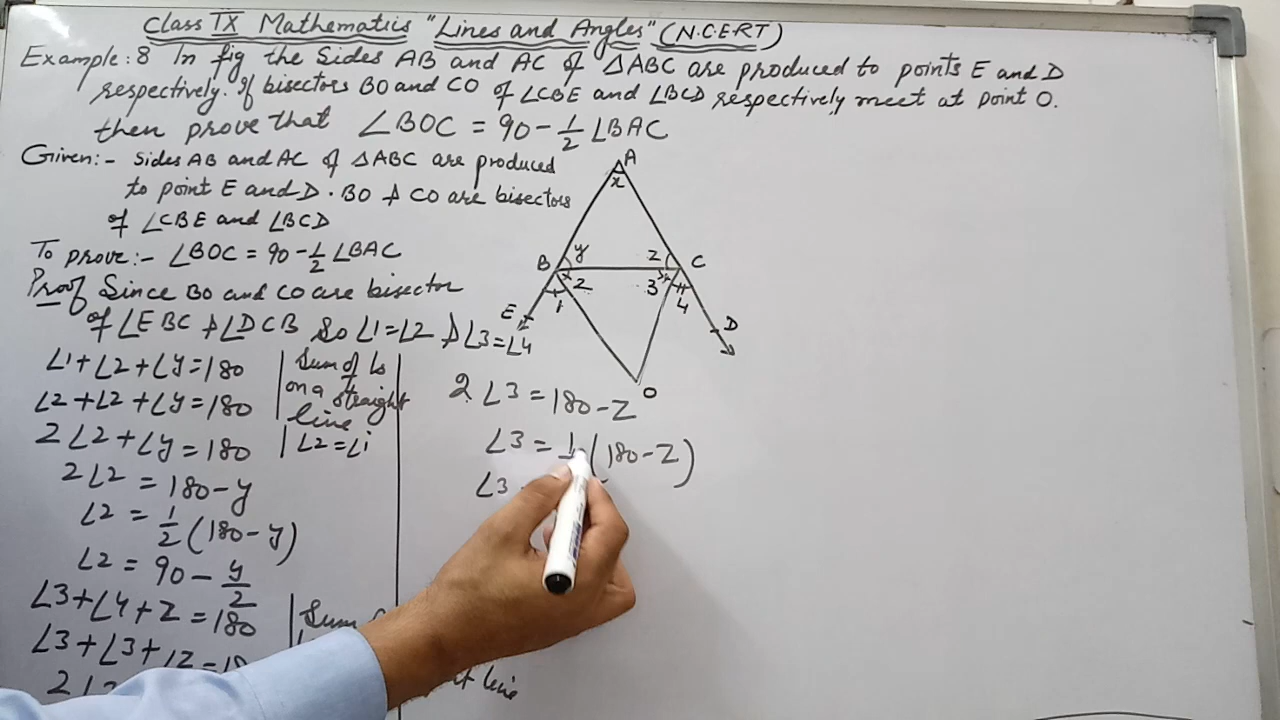 Class IX Mathematics "Lines and Angles" (N.C.E.R.T)
Example: 8 In fig the Sides AB and AC of △ABC are produced to points E and D
respectively. If bisectors BO and CO of ∠CBE and ∠BCD respectively meet at point O.
then prove that ∠BOC = 90 - 1/2 ∠BAC
Given:- Sides AB and AC of △ABC are produced
to point E and D. BO & CO are bisectors
of ∠CBE and ∠BCD
To prove:- ∠BOC = 90 - 1/2 ∠BAC
Proof Since BO and CO are bisector
of ∠EBC & ∠DCB So ∠1=∠2 & ∠3=∠4
∠1+∠2+∠y=180
∠2+∠2+∠y=180
2∠2+∠y=180
Sum of ∠s
on a straight
line
∠2=∠1
2∠2 = 180-y
∠2 = 1/2 (180-y)
∠2 = 90 - y/2
∠3+∠4+Z=180
∠3+∠3+∠Z=18
Sum
line
A
x
B
y
Z
C
2
3
1
4
E
D
O
2∠3=180-Z
∠3 = 1/2 (180-Z)
∠3